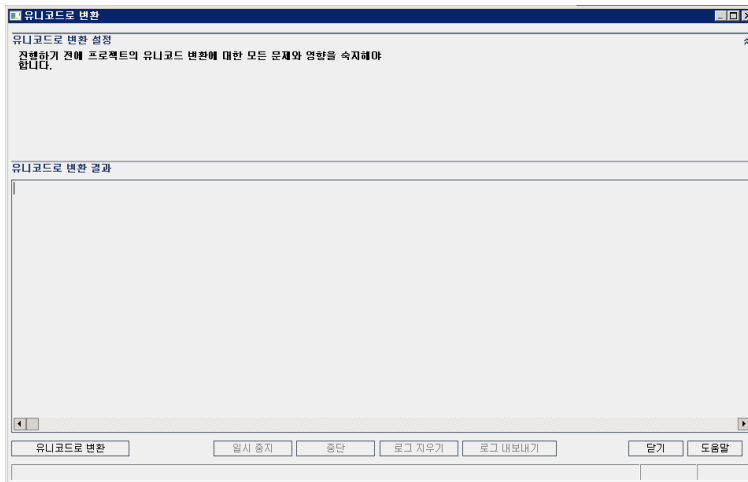 유니코드로 변환
유니코드로 변환 설정
진행하기 전에 프로젝트의 유니코드 변환에 대한 모든 문제와 영향을 숙지해야
합니다.
유니코드로 변환 결과
유니코드로 변환 일시 중지 중단 로그 지우기 로그 내보내기 닫기 도움말